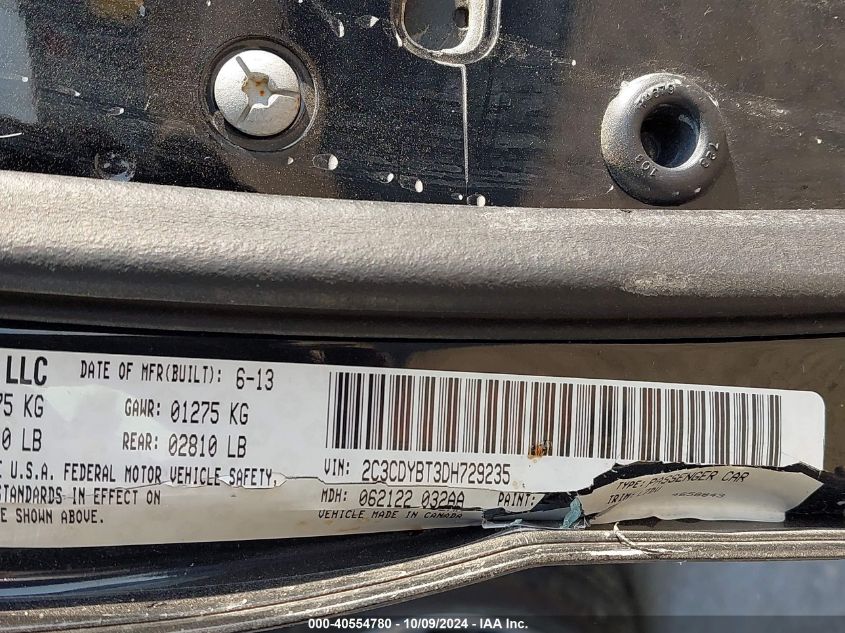 LLC DATE OF MFR(BUILT): 6-13
75 KG GAWR: 01275 KG
0 LB REAR: 02810 LB
E U.S.A. FEDERAL MOTOR VEHICLE SAFETY
STANDARDS IN EFFECT ON
E SHOWN ABOVE.
VIN: 2C3CDYBT3DH729235
TYPE: PASSENGER CAR
MDH: 062122 032AA PAINT:
TRIM:
4658843
VEHICLE MADE IN CANADA
000-40554780 - 10/09/2024 - IAA Inc.